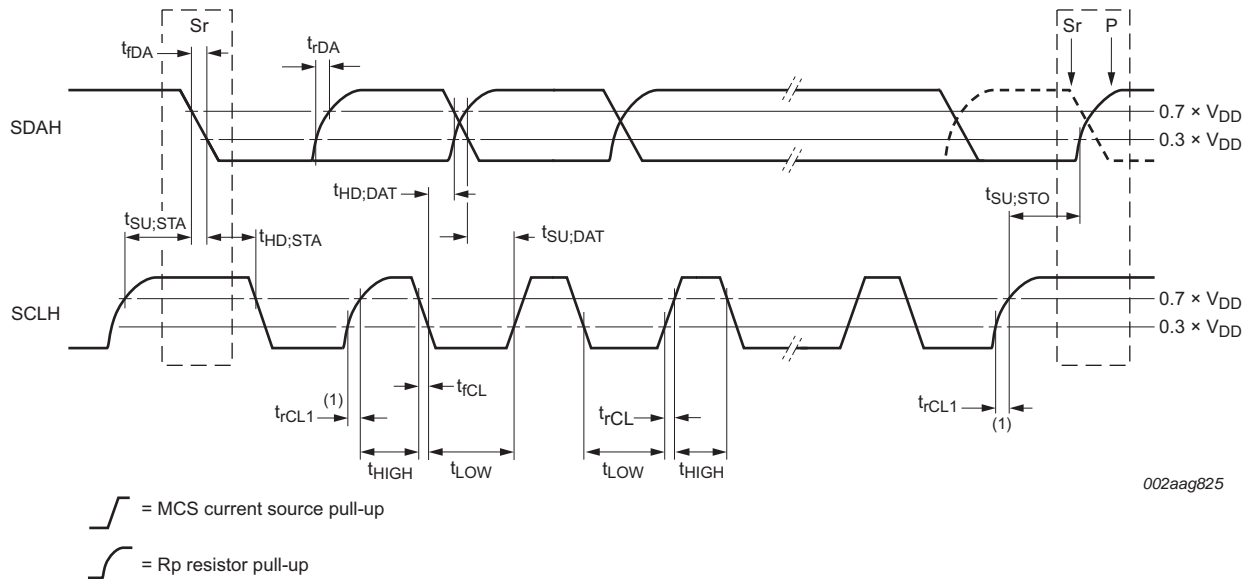 Sr
Sr P
tfDA
trDA
0.7 × VDD
SDAH
0.3 × VDD
tHD;DAT
tSU;STO
tSU;STA
tHD;STA
tSU;DAT
0.7 × VDD
SCLH
0.3 × VDD
tfCL
trCL1
(1)
trCL
trCL1
(1)
tHIGH
tLOW
tLOW
tHIGH
002aag825
= MCS current source pull-up
= Rp resistor pull-up